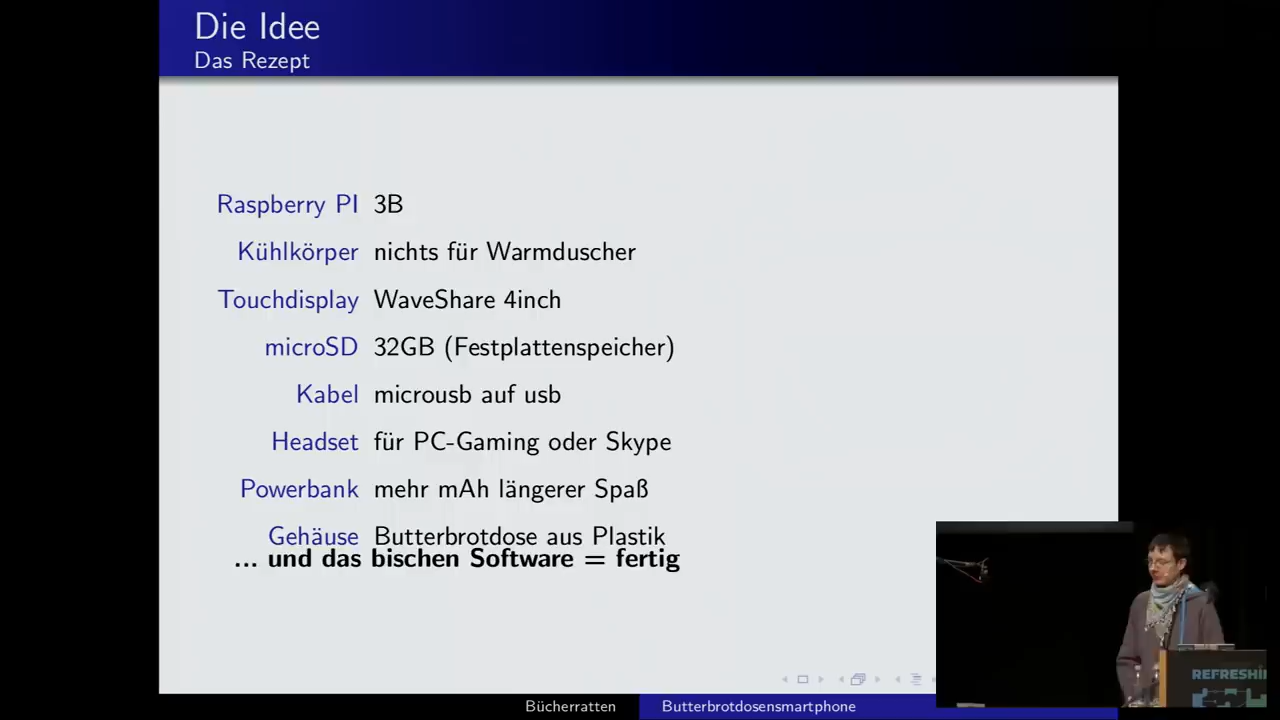 Die Idee
Das Rezept
Raspberry PI 3B
Kühlkörper nichts für Warmduscher
Touchdisplay WaveShare 4inch
microSD 32GB (Festplattenspeicher)
Kabel microusb auf usb
Headset für PC-Gaming oder Skype
Powerbank mehr mAh längerer Spaß
Gehäuse Butterbrotdose aus Plastik
... und das bischen Software = fertig
Bücherratten Butterbrotdosensmartphone